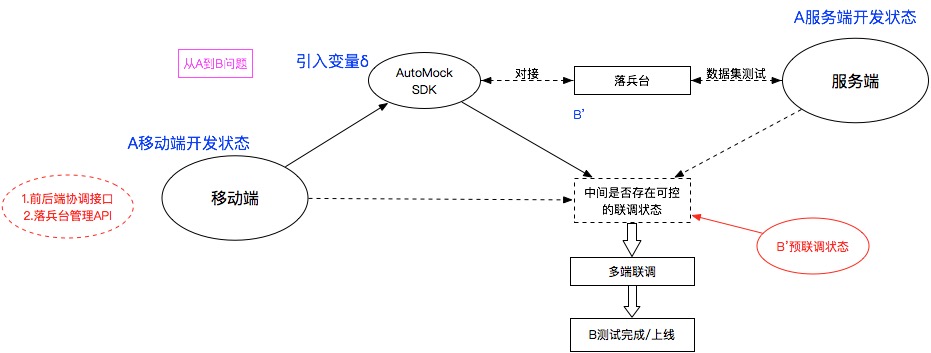 A服务端开发状态
从A到B问题
引入变量δ
AutoMock
SDK
对接
落兵台
数据集测试
服务端
B’
A移动端开发状态
1.前后端协调接口
2.落兵台管理API
移动端
中间是否存在可控
的联调状态
B’预联调状态
多端联调
B测试完成/上线